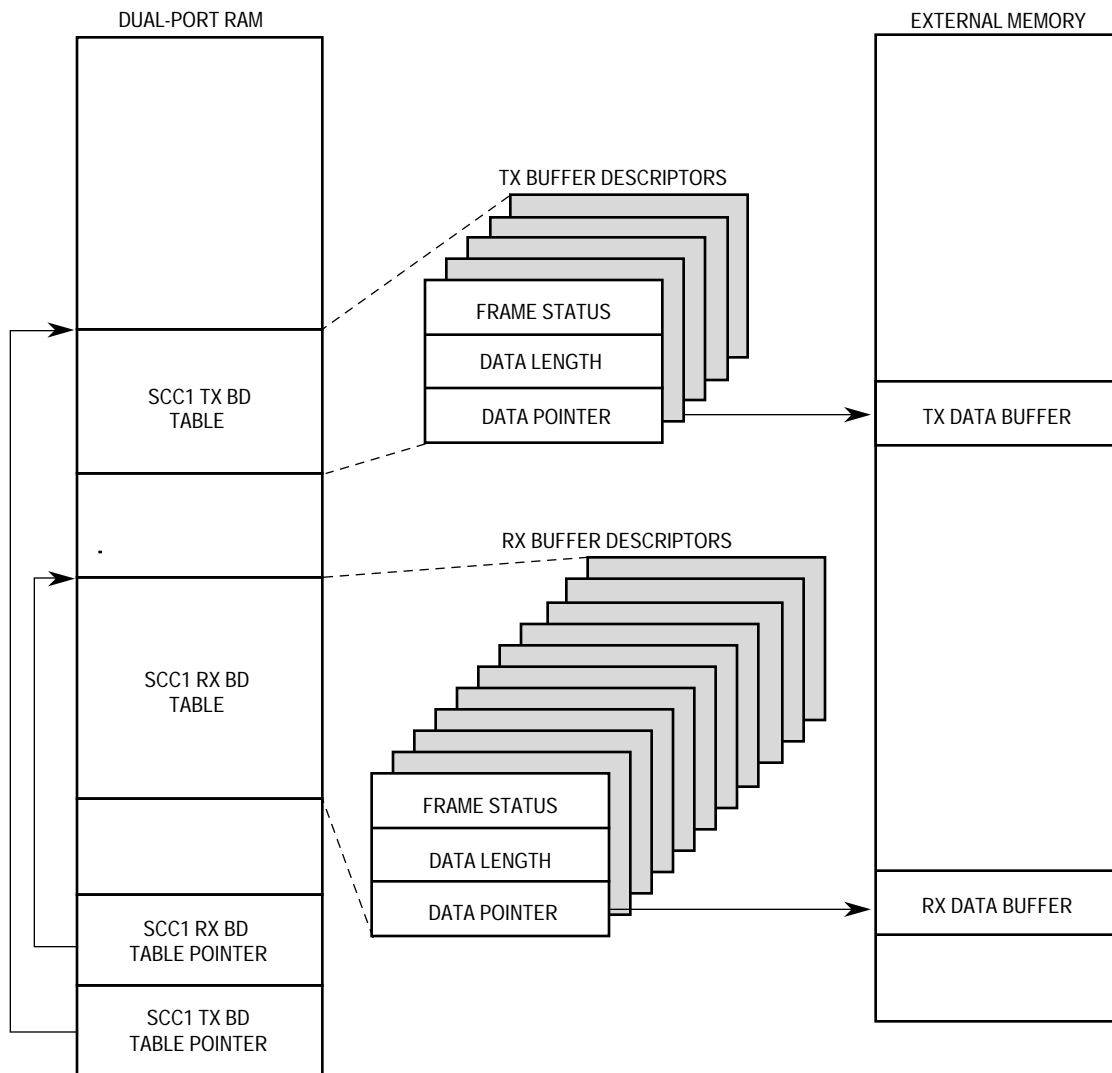 DUAL-PORT RAM
EXTERNAL MEMORY
TX BUFFER DESCRIPTORS
FRAME STATUS
DATA LENGTH
DATA POINTER
SCC1 TX BD
TABLE
TX DATA BUFFER
RX BUFFER DESCRIPTORS
SCC1 RX BD
TABLE
FRAME STATUS
DATA LENGTH
DATA POINTER
RX DATA BUFFER
SCC1 RX BD
TABLE POINTER
SCC1 TX BD
TABLE POINTER